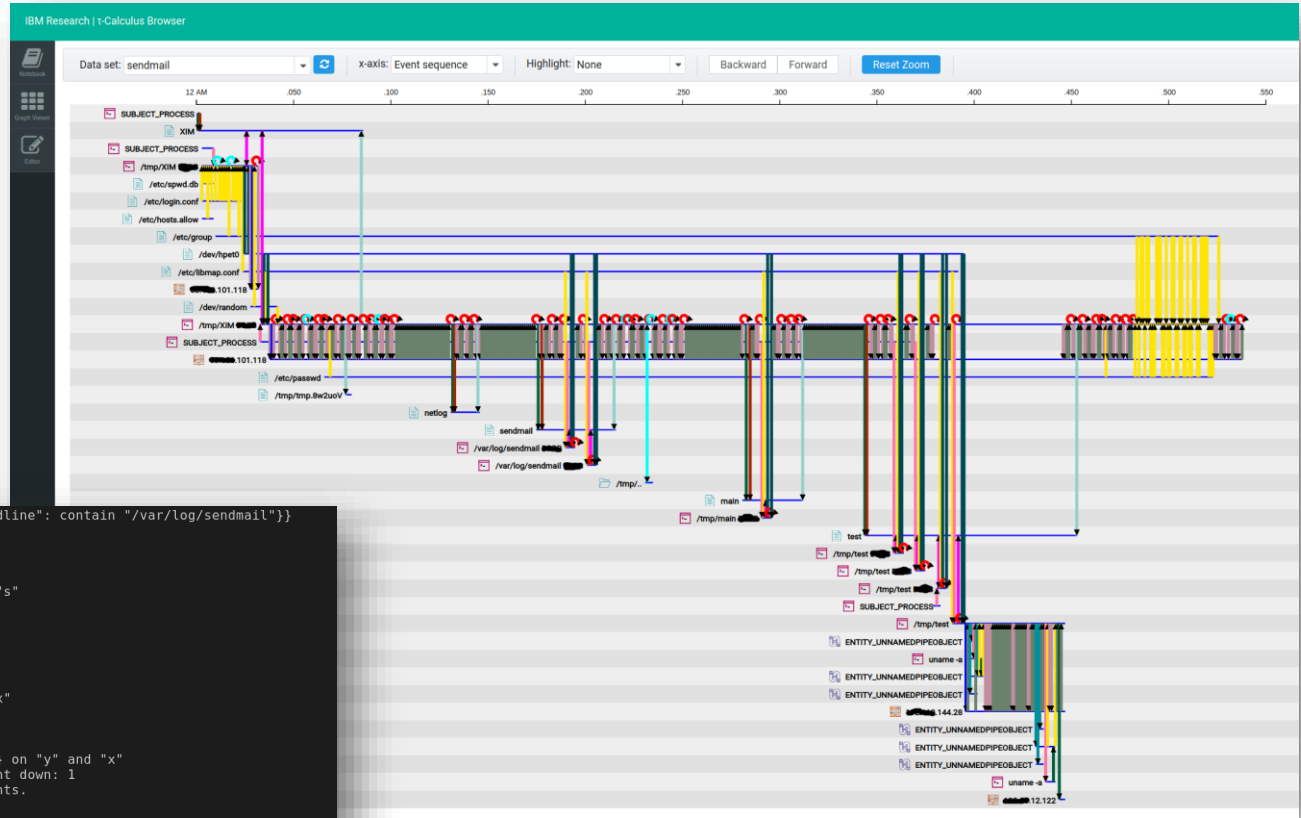 IBM Research | τ-Calculus Browser
Notebook
Graph Viewer
Editor
Data set: sendmail
x-axis: Event sequence
Highlight: None
Backward
Forward
Reset Zoom
12 AM .050 .100 .150 .200 .250 .300 .350 .400 .450 .500 .550
SUBJECT_PROCESS
XIM
SUBJECT_PROCESS
/tmp/XIM
/etc/spwd.db
/etc/login.conf
/etc/hosts.allow
/etc/group
/dev/hpet0
/etc/libmap.conf
.101.118
/dev/random
/tmp/XIM
SUBJECT_PROCESS
.101.118
/etc/passwd
/tmp/tmp.8w2uoV
netlog
sendmail
/var/log/sendmail
/var/log/sendmail
/tmp/..
main
/tmp/main
test
/tmp/test
/tmp/test
/tmp/test
SUBJECT_PROCESS
/tmp/test
ENTITY_UNNAMEDPIPEOBJECT
uname -a
ENTITY_UNNAMEDPIPEOBJECT
ENTITY_UNNAMEDPIPEOBJECT
.144.28
ENTITY_UNNAMEDPIPEOBJECT
ENTITY_UNNAMEDPIPEOBJECT
ENTITY_UNNAMEDPIPEOBJECT
uname -a
.12.122
dline": contain "/var/log/sendmail"}}
"s"
x"
on "y" and "x"
nt down: 1
nts.